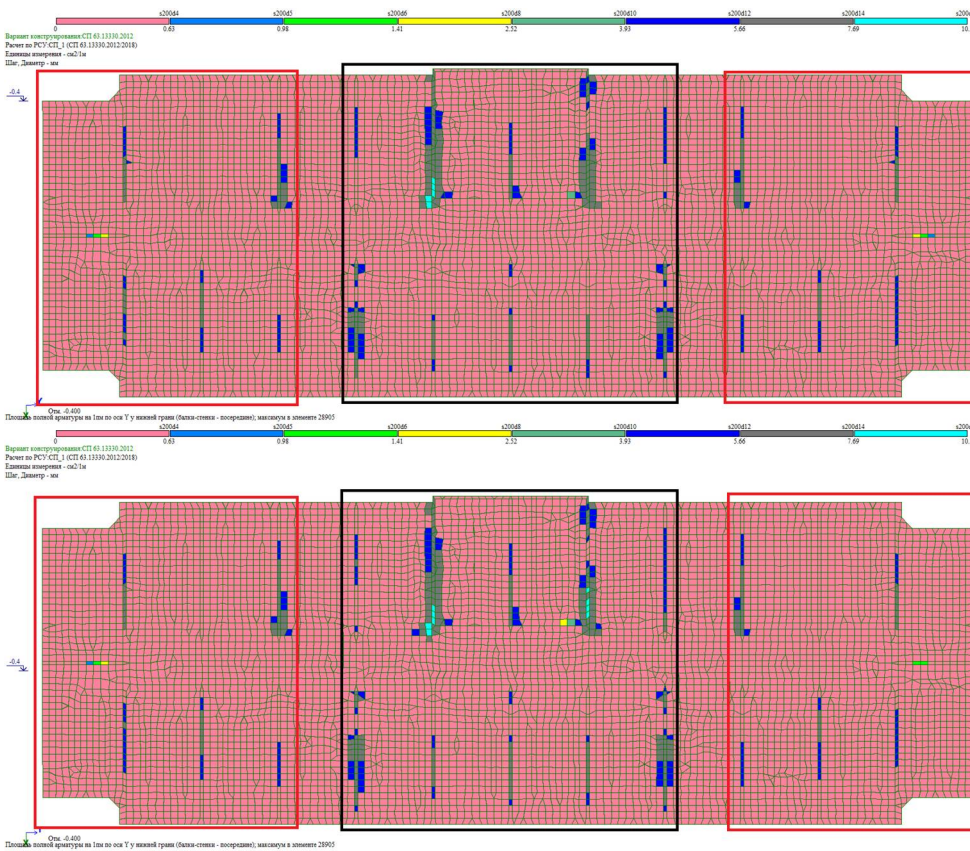 s200d4 s200d5 s200d6 s200d8 s200d10 s200d12 s200d14
0 0.63 0.98 1.41 2.52 3.93 5.66 7.69 10.
Вариант конструирования:СП 63.13330.2012
Расчет по РСУ:СП_1 (СП 63.13330.2012/2018)
Единицы измерения - см2/1м
Шаг, Диаметр - мм
-0.4
Отм. -0.400
Площадь полной арматуры на 1пм по оси Y у нижней грани (балки-стенки - посередине); максимум в элементе 28905
s200d4 s200d5 s200d6 s200d8 s200d10 s200d12 s200d14
0 0.63 0.98 1.41 2.52 3.93 5.66 7.69 10.
Вариант конструирования:СП 63.13330.2012
Расчет по РСУ:СП_1 (СП 63.13330.2012/2018)
Единицы измерения - см2/1м
Шаг, Диаметр - мм
-0.4
Отм. -0.400
Площадь полной арматуры на 1пм по оси Y у нижней грани (балки-стенки - посередине); максимум в элементе 28905